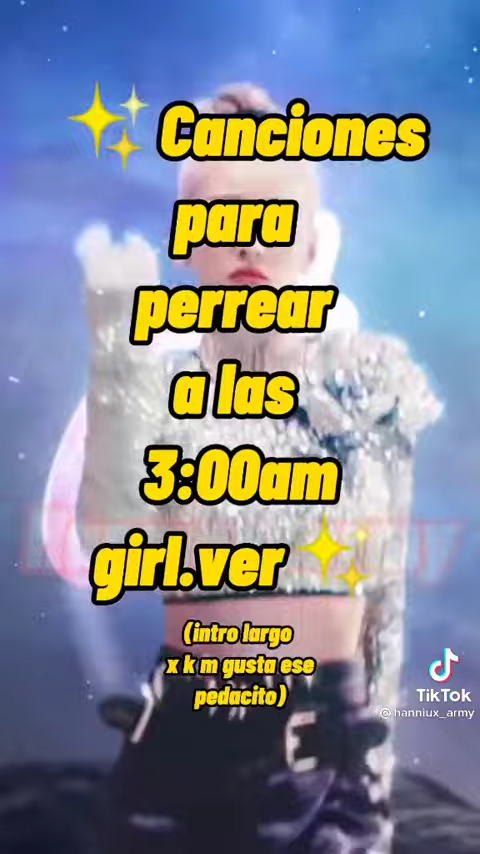 ✨ Canciones
para
perrear
a las
3:00am
girl.ver ✨
(intro largo
x k m gusta ese
pedacito)
TikTok
@hanniux_army